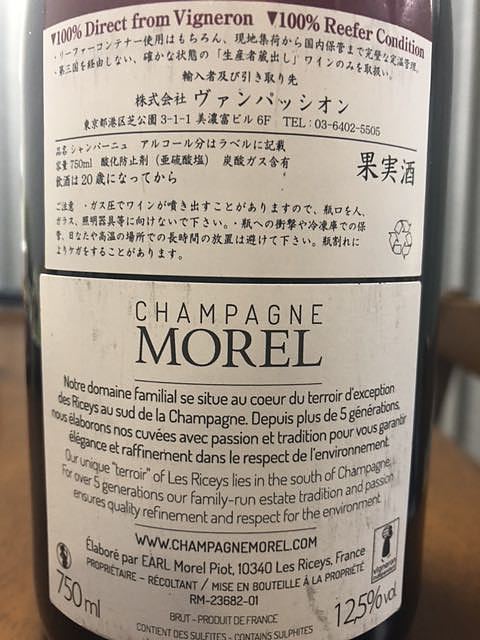 ▼100% Direct from Vigneron ▼100% Reefer Condition
・リーファーコンテナー使用はもちろん、現地集荷から国内保管まで完璧な定温管理。
・第三国を経由しない、確かな状態の「生産者蔵出し」ワインのみを取扱い。
輸入者及び引き取り先
株式会社 ヴァンパッシオン
東京都港区芝公園 3-1-1 美濃富ビル 6F TEL:03-6402-5505
品名 シャンパーニュ アルコール分はラベルに記載
容量 750ml 酸化防止剤（亜硫酸塩） 炭酸ガス含有
飲酒は20歳になってから
果実酒
ご注意 ・ガス圧でワインが噴き出すことがありますので、瓶口を人、
ガラス、照明器具等に向けないで下さい。・瓶への衝撃や冷凍庫での保
管、日なたや高温の場所での長時間の放置は避けて下さい。瓶割れに
よりケガをすることがあります。
CHAMPAGNE
MOREL
Notre domaine familial se situe au coeur du terroir d'exception
des Riceys au sud de la Champagne. Depuis plus de 5 générations,
nous élaborons nos cuvées avec passion et tradition pour vous garantir
élégance et raffinement dans le respect de l'environnement.
Our unique "terroir" of Les Riceys lies in the south of Champagne.
For over 5 generations our family-run estate tradition and passion
ensures quality refinement and respect for the environment
WWW.CHAMPAGNEMOREL.COM
Élaboré par EARL Morel Piot, 10340 Les Riceys, France
PROPRIÉTAIRE - RÉCOLTANT / MISE EN BOUTEILLE À LA PROPRIÉTÉ
RM-23682-01
750 ml
12,5% vol
vigneron
BRUT - PRODUIT DE FRANCE
CONTIENT DES SULFITES - CONTAINS SULPHITES